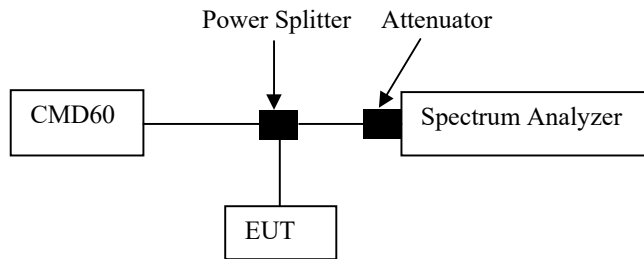 Power Splitter
Attenuator
CMD60
Spectrum Analyzer
EUT